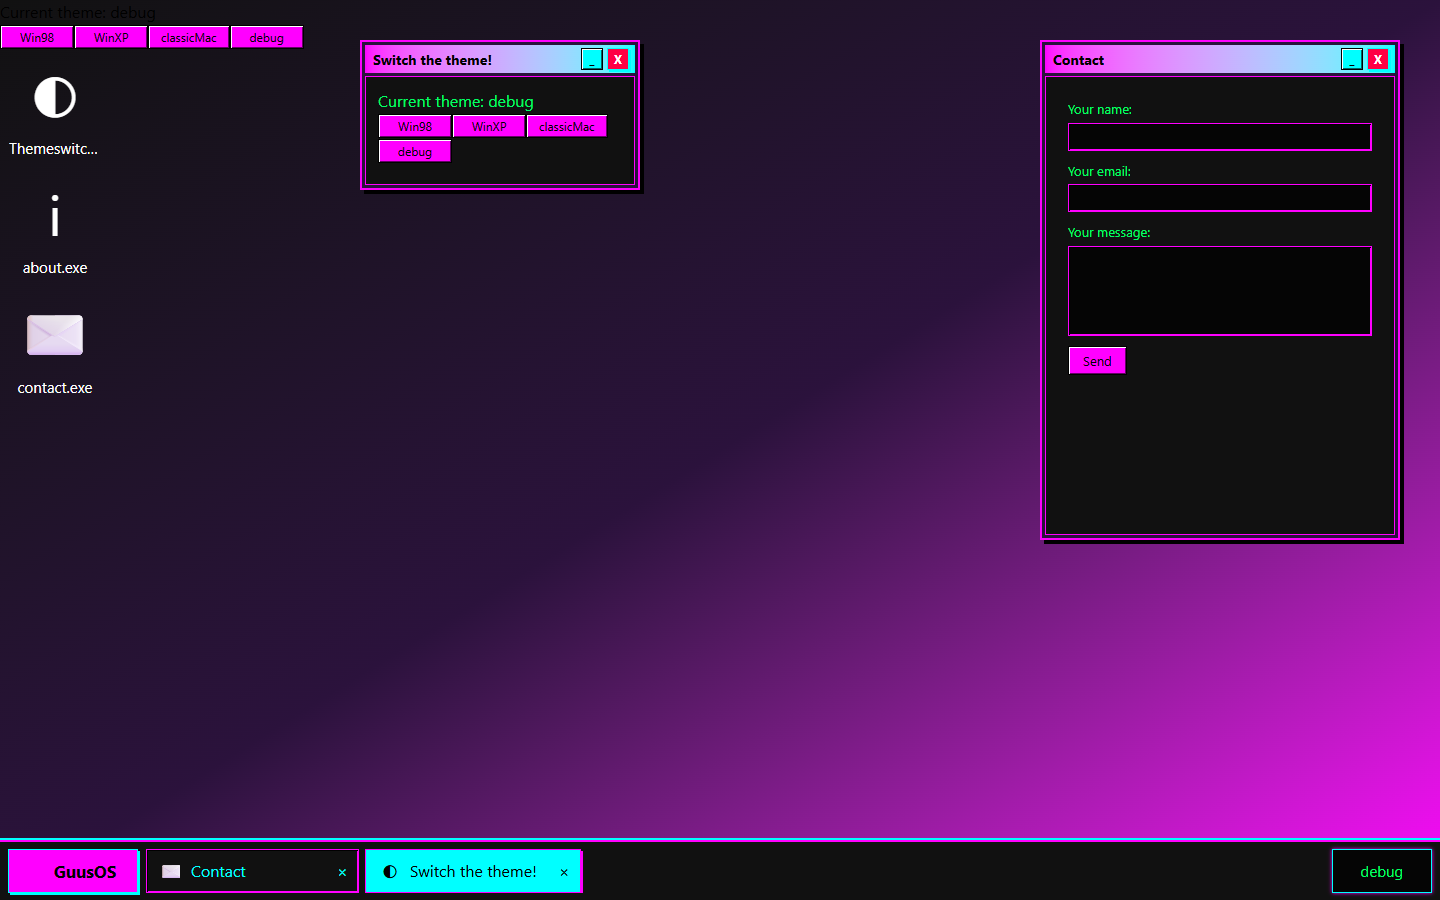 Current theme: debug
Win98 WinXP classicMac debug
Themeswitc...
i
about.exe
contact.exe
Switch the theme! _ X
Current theme: debug
Win98 WinXP classicMac
debug
Contact _ X
Your name:
Your email:
Your message:
Send
GuusOS
Contact ×
Switch the theme! ×
debug